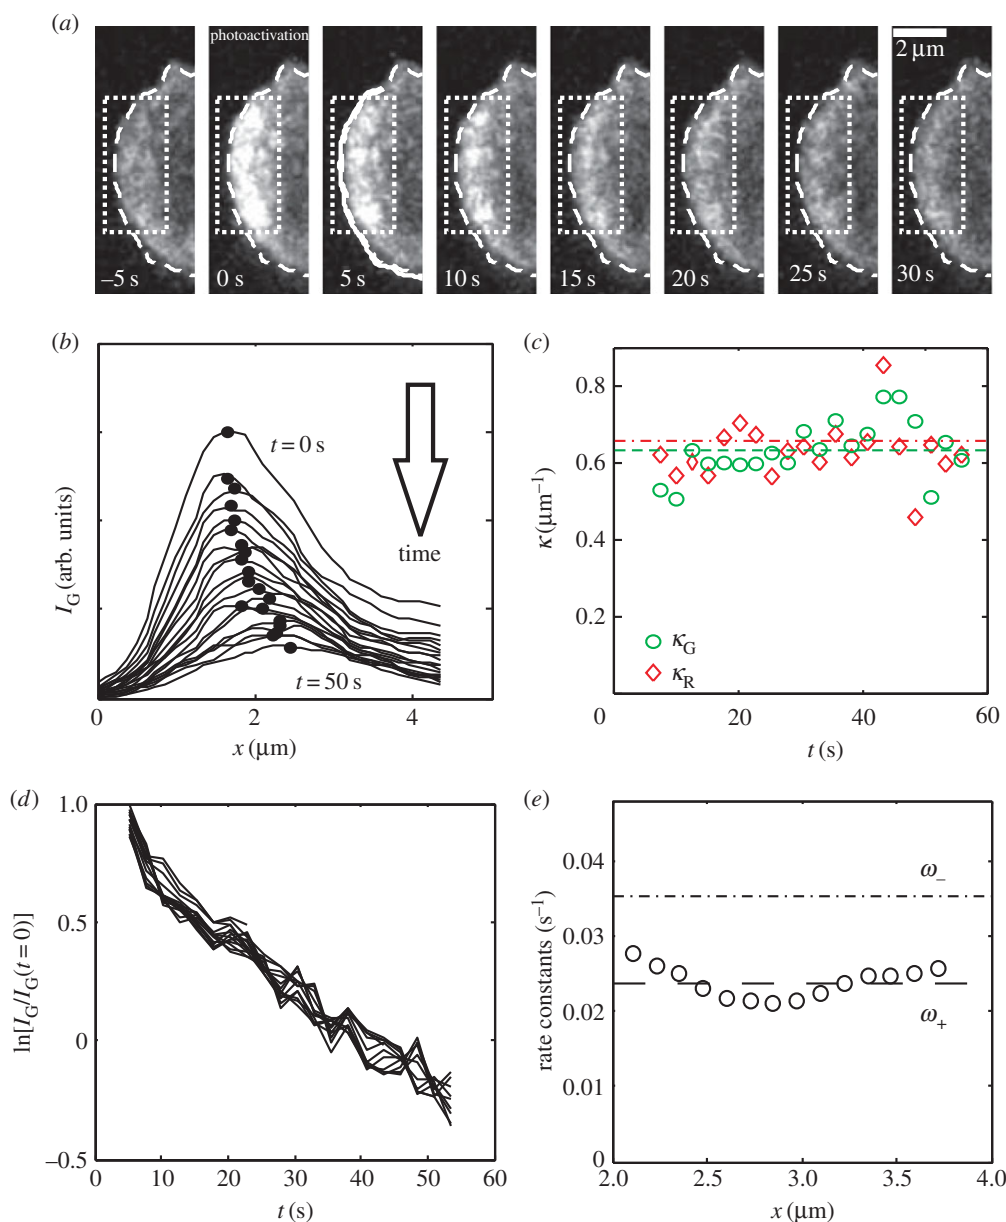 (a)
photoactivation
2 μm
–5 s
0 s
5 s
10 s
15 s
20 s
25 s
30 s
(b)
I_G (arb. units)
t = 0 s
time
t = 50 s
0 2 4
x (μm)
(c)
κ (μm⁻¹)
0.8
0.6
0.4
0.2
0 20 40 60
κ_G
κ_R
t (s)
(d)
ln[I_G/I_G(t = 0)]
1.0
0.5
0
–0.5
0 10 20 30 40 50 60
t (s)
(e)
rate constants (s⁻¹)
0.04
0.03
0.02
0.01
0
ω₋
ω₊
2.0 2.5 3.0 3.5 4.0
x (μm)